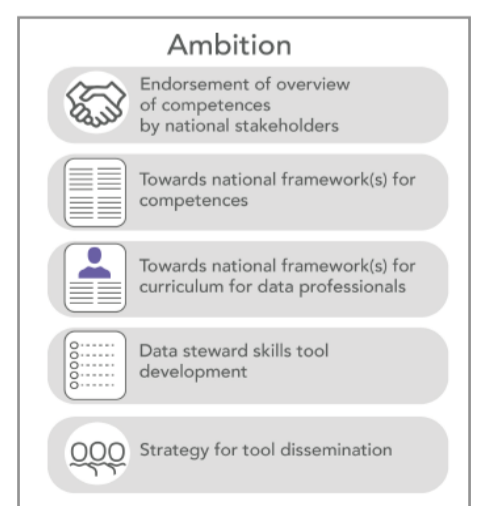 Ambition
Endorsement of overview
of competences
by national stakeholders
Towards national framework(s) for
competences
Towards national framework(s) for
curriculum for data professionals
Data steward skills tool
development
Strategy for tool dissemination